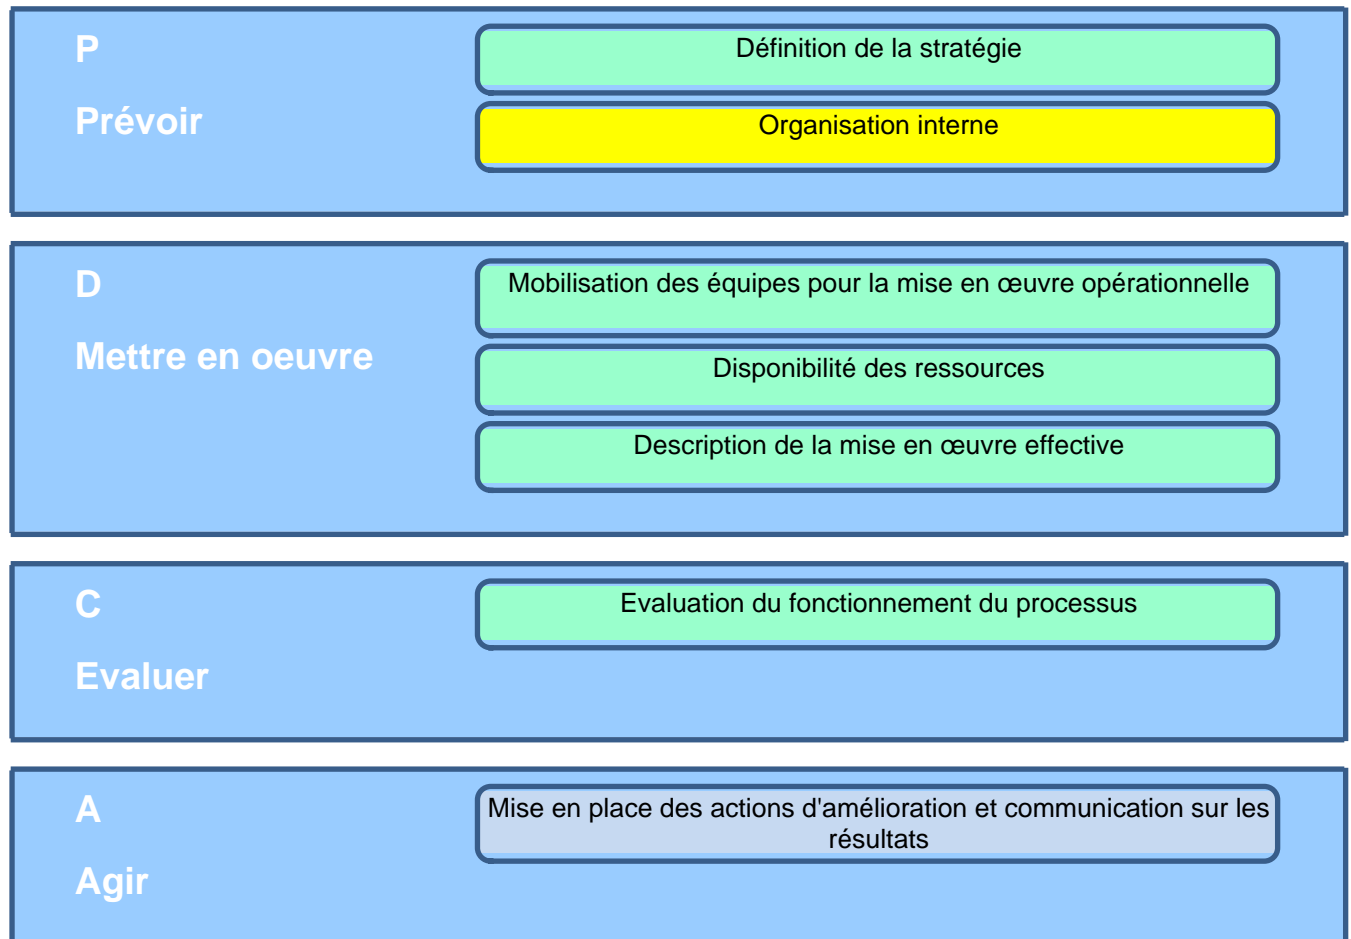 P
Prévoir
Définition de la stratégie
Organisation interne
D
Mettre en oeuvre
Mobilisation des équipes pour la mise en œuvre opérationnelle
Disponibilité des ressources
Description de la mise en œuvre effective
C
Evaluer
Evaluation du fonctionnement du processus
A
Agir
Mise en place des actions d'amélioration et communication sur les
résultats